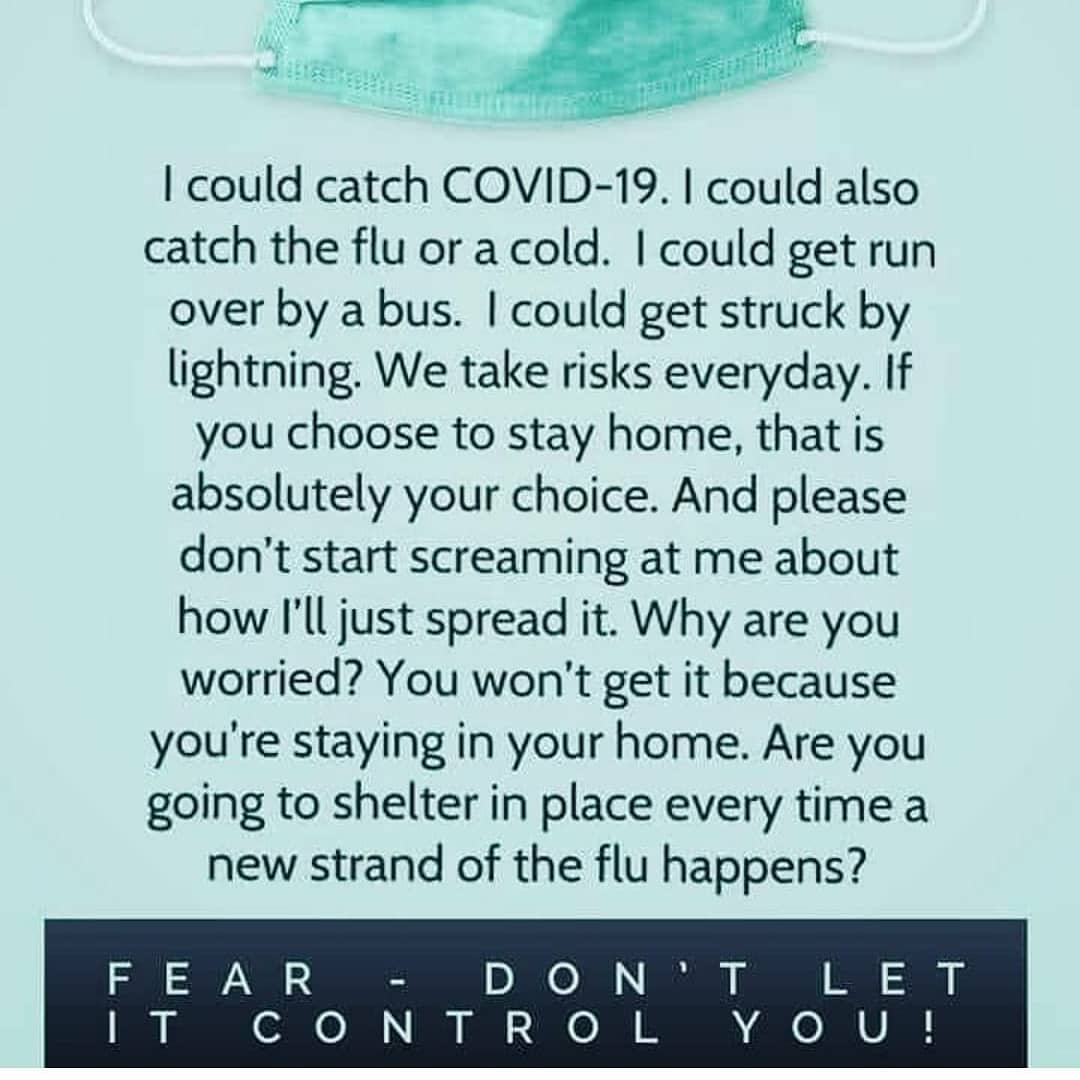 I could catch COVID-19. I could also
catch the flu or a cold.  I could get run
over by a bus.  I could get struck by
lightning. We take risks everyday. If
you choose to stay home, that is
absolutely your choice. And please
don't start screaming at me about
how I'll just spread it. Why are you
worried? You won't get it because
you're staying in your home. Are you
going to shelter in place every time a
new strand of the flu happens?
FEAR - DON'T LET
IT CONTROL YOU!